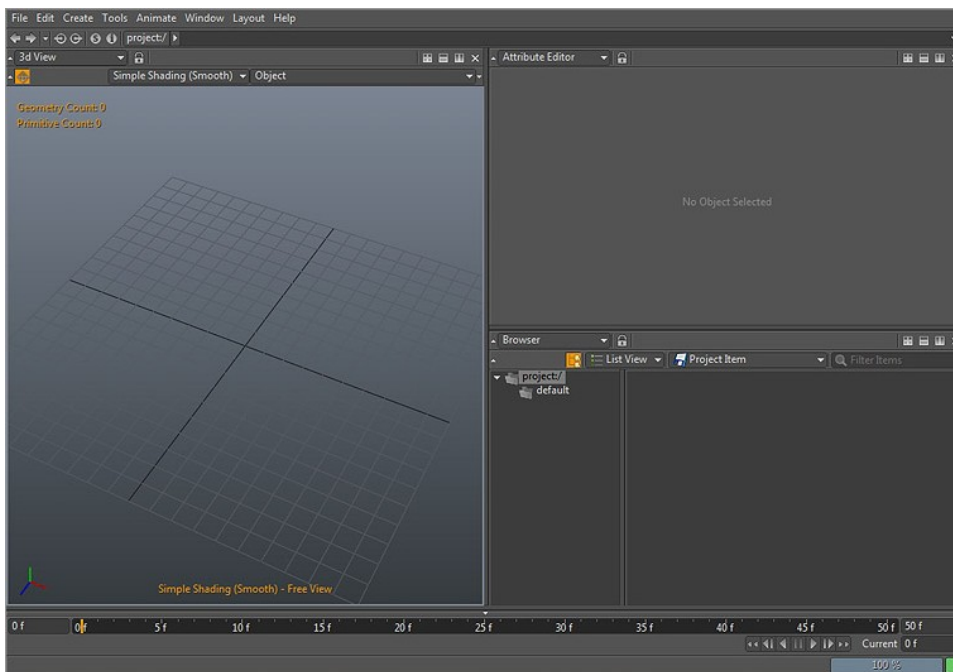 File Edit Create Tools Animate Window Layout Help
project:/
3d View
Attribute Editor
Simple Shading (Smooth) Object
Geometry Count: 0
Primitive Count: 0
No Object Selected
Browser
List View Project Item Filter Items
project:/
default
Simple Shading (Smooth) - Free View
0 f 0 f 5 f 10 f 15 f 20 f 25 f 30 f 35 f 40 f 45 f 50 f 50 f
Current 0 f
100 %